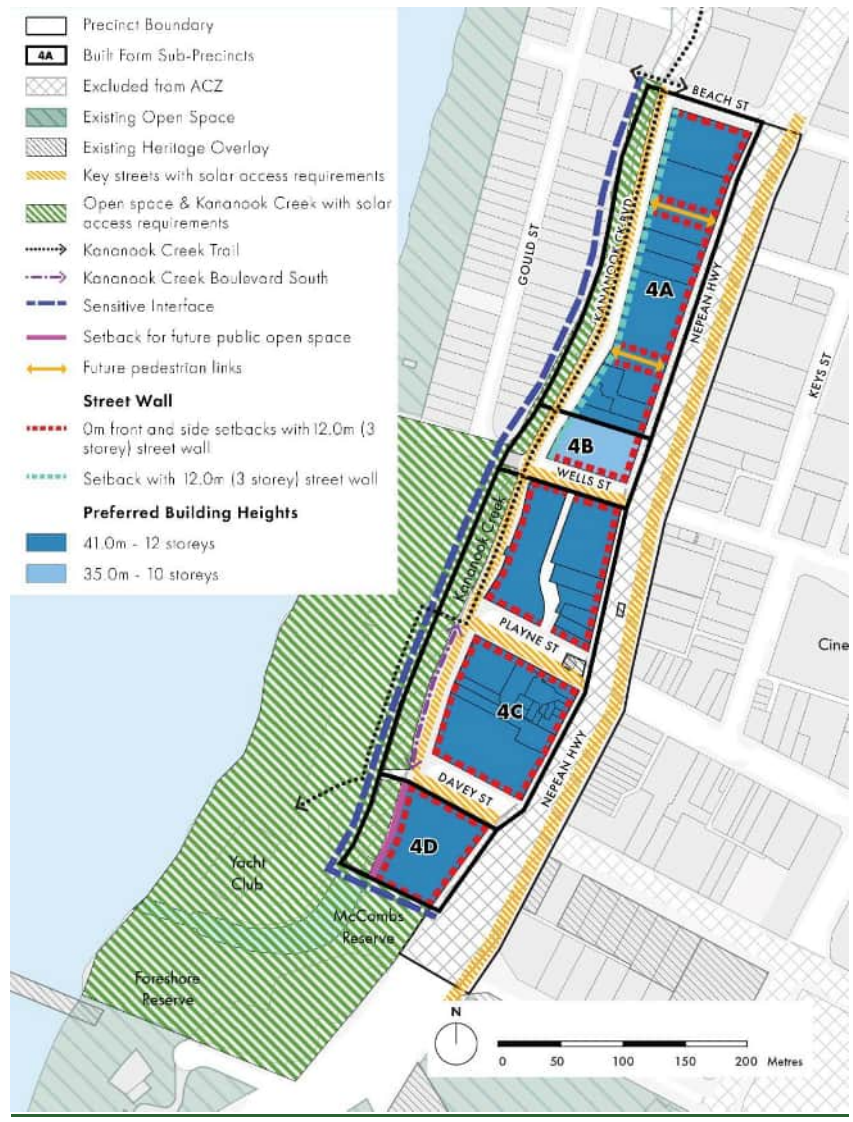 Precinct Boundary
4A Built Form Sub-Precincts
Excluded from ACZ
Existing Open Space
Existing Heritage Overlay
Key streets with solar access requirements
Open space & Kananook Creek with solar
access requirements
Kananook Creek Trail
Kananook Creek Boulevard South
Sensitive Interface
Setback for future public open space
Future pedestrian links
Street Wall
0m front and side setbacks with 12.0m (3
storey) street wall
Setback with 12.0m (3 storey) street wall
Preferred Building Heights
41.0m - 12 storeys
35.0m - 10 storeys
BEACH ST
GOULD ST
KANANOOK CK BVD
4A
NEPEAN HWY
KEYS ST
4B
WELLS ST
Kananook Creek
PLAYNE ST
Cine
4C
NEPEAN HWY
DAVEY ST
4D
Yacht
Club
McCombs
Reserve
Foreshore
Reserve
N
0 50 100 150 200 Metres